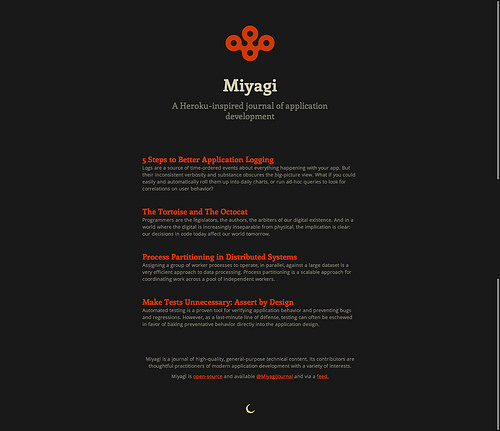 Miyagi
A Heroku-inspired journal of application
development
5 Steps to Better Application Logging
Logs are a source of time-ordered events about everything happening with your app. But
their inconsistent verbosity and substance obscures the big-picture view. What if you could
easily and automatically roll them up into daily charts, or run ad-hoc queries to look for
correlations on user behavior?
The Tortoise and The Octocat
Programmers are the legislators, the authors, the arbiters of our digital existence. And in a
world where the digital is increasingly inseparable from physical, the implication is clear:
our decisions in code today affect our world tomorrow.
Process Partitioning in Distributed Systems
Assigning a group of worker processes to operate, in parallel, against a large dataset is a
very efficient approach to data processing. Process partitioning is a scalable approach for
coordinating work across a pool of independent workers.
Make Tests Unnecessary: Assert by Design
Automated testing is a proven tool for verifying application behavior and preventing bugs
and regressions. However, as a last-minute line of defense, testing can often be eschewed
in favor of baking preventative behavior directly into the application design.
Miyagi is a journal of high-quality, general-purpose technical content. Its contributors are
thoughtful practitioners of modern application development with a variety of interests.
Miyagi is open-source and available @MiyagiJournal and via a feed.